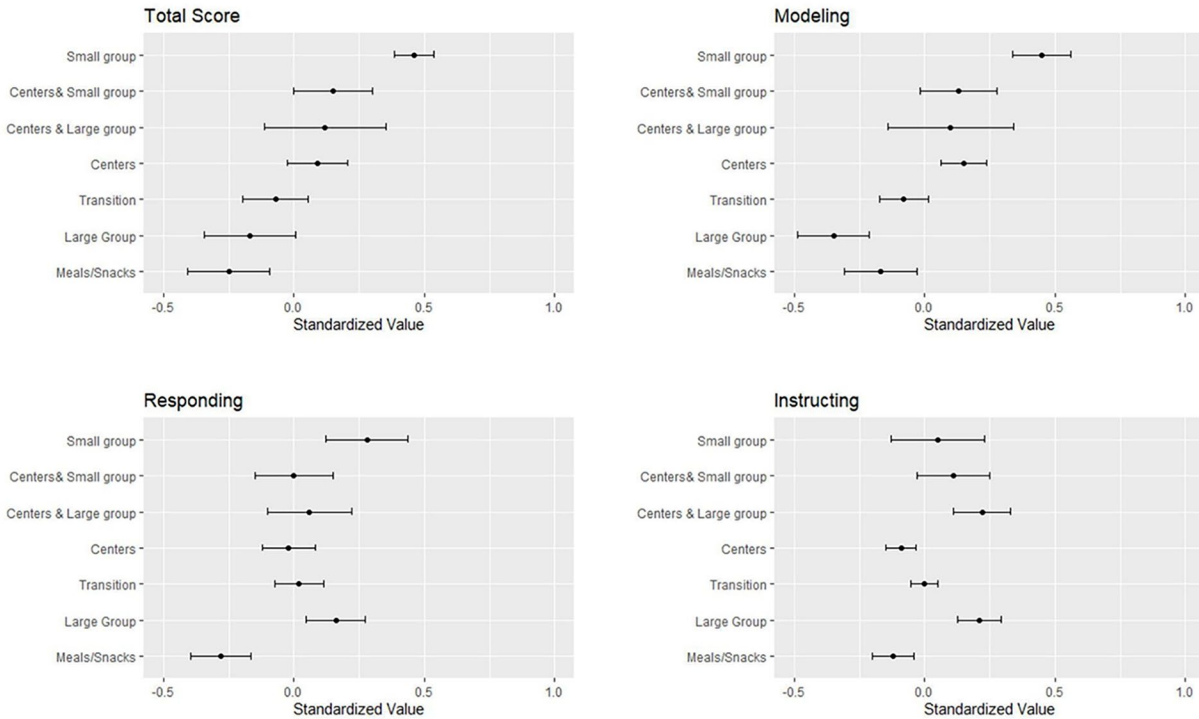 Total Score
Small group
Centers& Small group
Centers & Large group
Centers
Transition
Large Group
Meals/Snacks
-0.5 0.0 0.5 1.0
Standardized Value
Modeling
Small group
Centers& Small group
Centers & Large group
Centers
Transition
Large Group
Meals/Snacks
-0.5 0.0 0.5 1.0
Standardized Value
Responding
Small group
Centers& Small group
Centers & Large group
Centers
Transition
Large Group
Meals/Snacks
-0.5 0.0 0.5 1.0
Standardized Value
Instructing
Small group
Centers& Small group
Centers & Large group
Centers
Transition
Large Group
Meals/Snacks
-0.5 0.0 0.5 1.0
Standardized Value